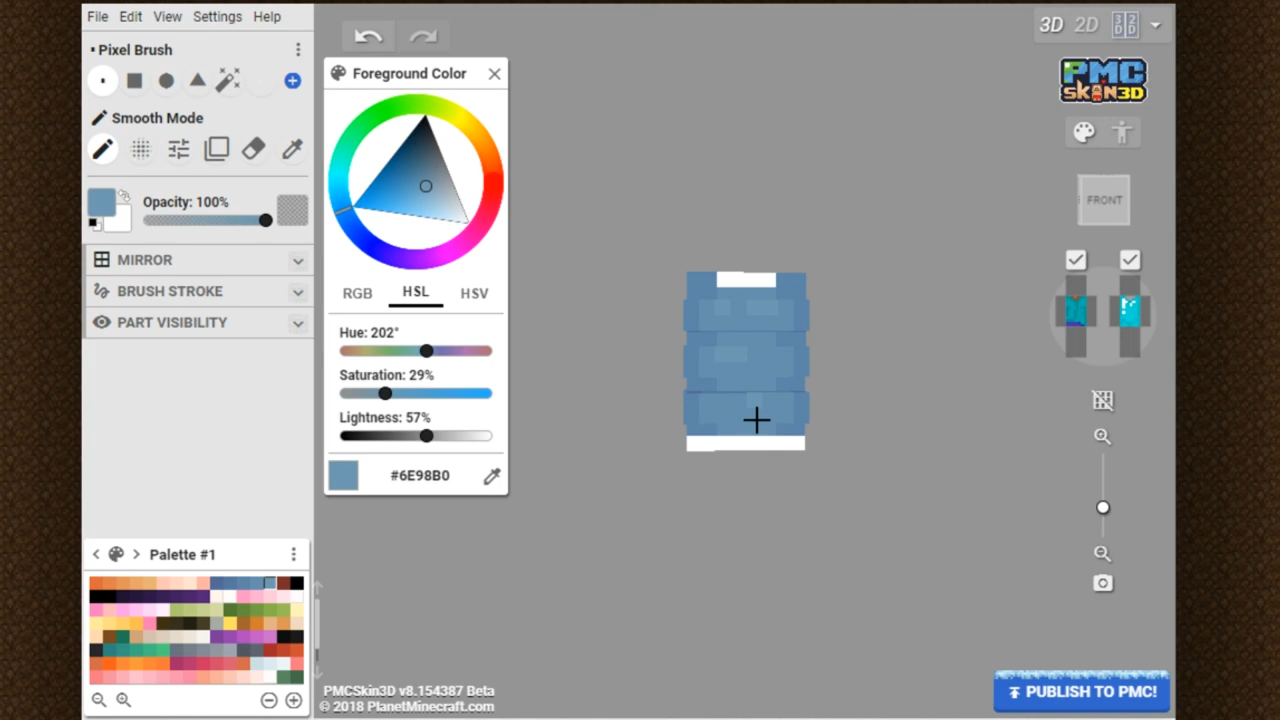 File Edit View Settings Help
Pixel Brush
Smooth Mode
Opacity: 100%
MIRROR
BRUSH STROKE
PART VISIBILITY
Palette #1
Foreground Color
RGB HSL HSV
Hue: 202°
Saturation: 29%
Lightness: 57%
#6E98B0
3D 2D 3D 2D
PMC
SKIN3D
FRONT
PMCSkin3D v8.154387 Beta
© 2018 PlanetMinecraft.com
PUBLISH TO PMC!